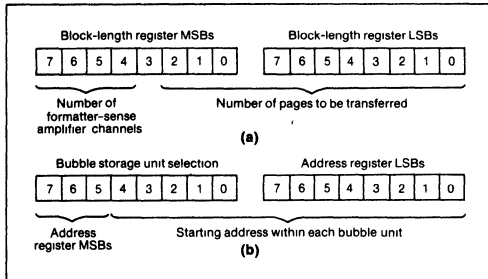 Block-length register MSBs Block-length register LSBs
7 6 5 4 3 2 1 0 7 6 5 4 3 2 1 0
Number of formatter-sense amplifier channels
Number of pages to be transferred
(a)
Bubble storage unit selection Address register LSBs
7 6 5 4 3 2 1 0 7 6 5 4 3 2 1 0
Address register MSBs
Starting address within each bubble unit
(b)